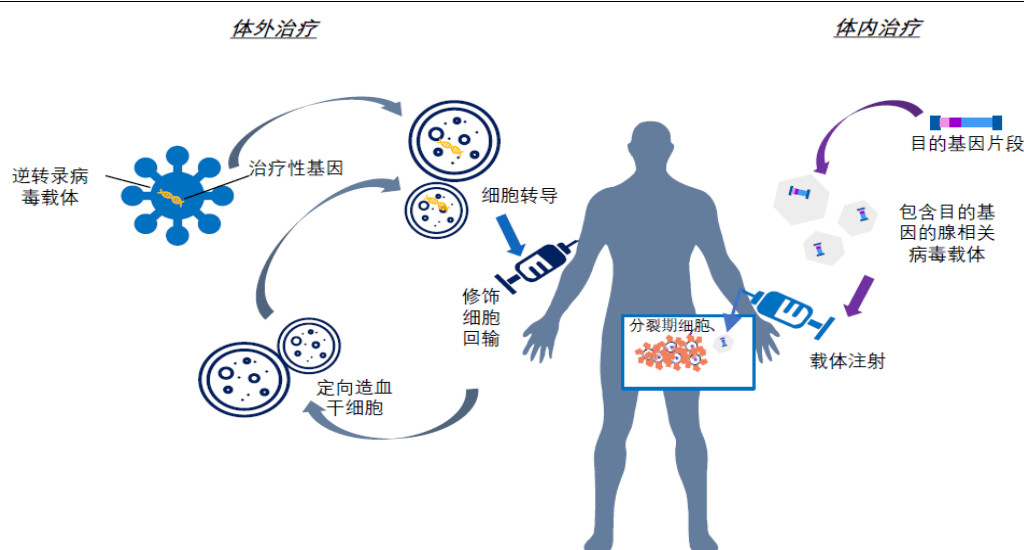 体外治疗
体内治疗
逆转录病
毒载体
治疗性基因
细胞转导
修饰
细胞
回输
定向造血
干细胞
目的基因片段
包含目的基
因的腺相关
病毒载体
载体注射
分裂期细胞